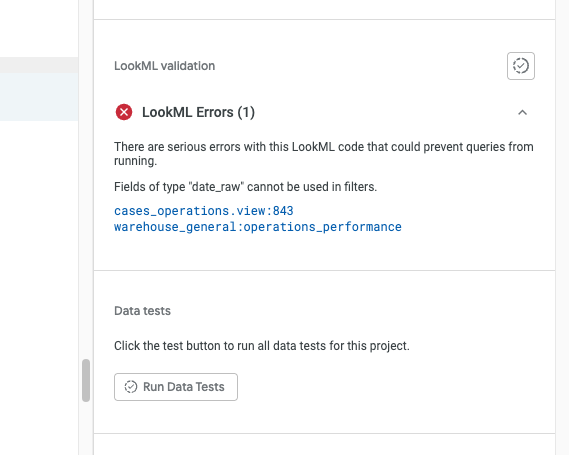 LookML validation
LookML Errors (1)
There are serious errors with this LookML code that could prevent queries from
running.
Fields of type "date_raw" cannot be used in filters.
cases_operations.view:843
warehouse_general:operations_performance
Data tests
Click the test button to run all data tests for this project.
Run Data Tests